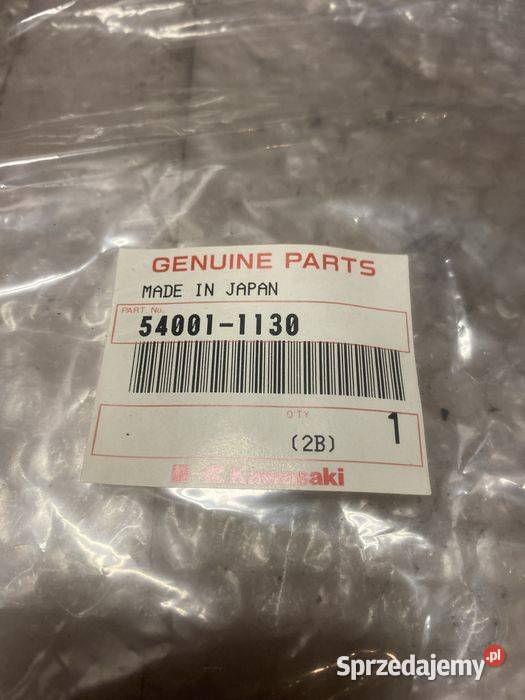 GENUINE PARTS
MADE IN JAPAN
PART. No.
54001-1130
Q'TY
1
(2B)
Kawasaki
Sprzedajemy.pl